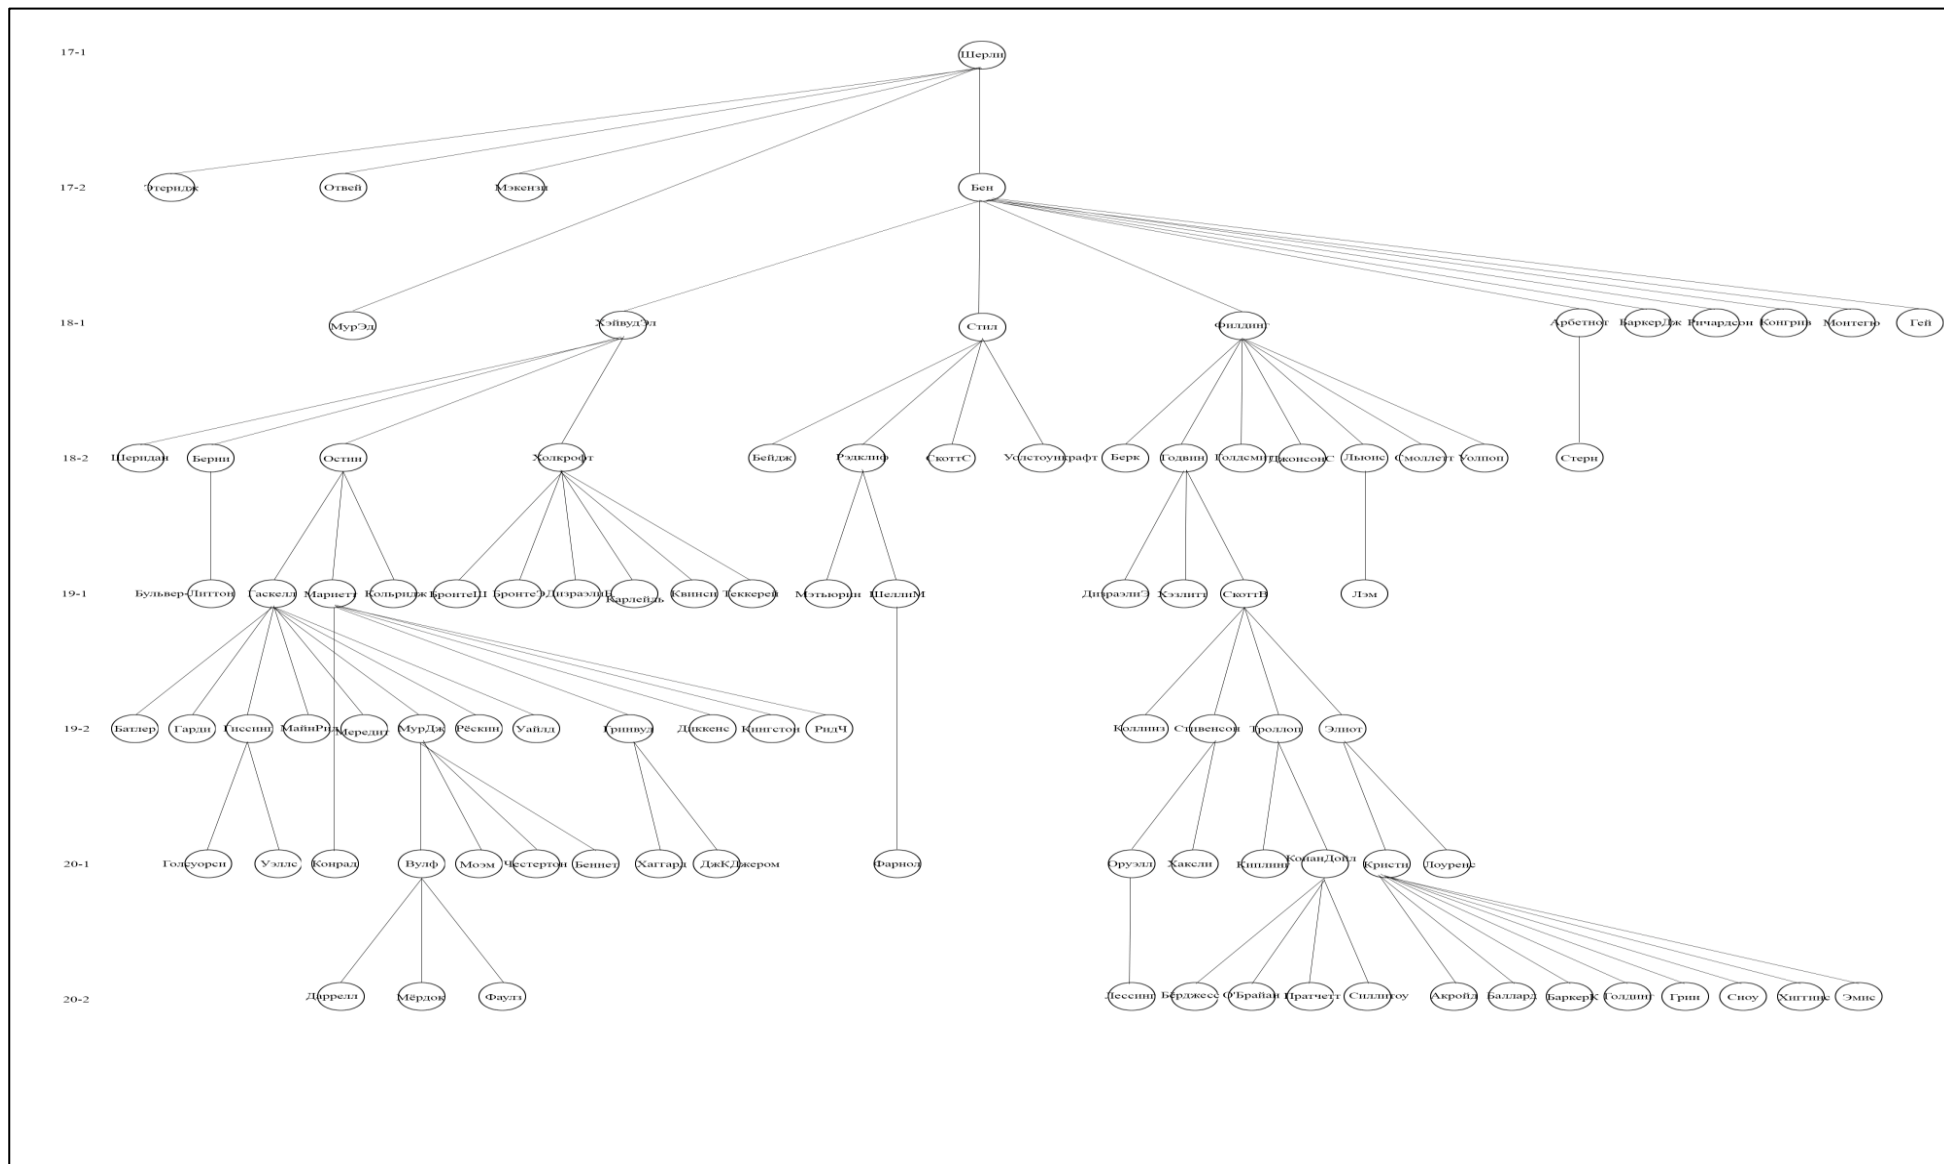 17-1 Шерли
17-2 Этеридж Отвей Мэкензи Бен
18-1 МурЭд ХэйвудЭл Стил Филдинг Арбетнот БаркерДж Ричардсон Конгрив Монтегю Гей
18-2 Шеридан Берни Остин Холкрофт Бейдж Рэдклиф СкоттС Уолстоункрафт Берк Годвин Голдсмит ДжонсонС Льюис Смоллетт Уолпол Стерн
19-1 Бульвер-Литтон Гаскелл Мариетт Кольридж БронтеШ БронтеЭ ДизраэлиБ Карлейль Квинси Теккерей Мэтьюрин ШеллиМ ДизраэлиЭ Хэзлитт СкоттВ Лэм
19-2 Батлер Гарди Гиссинг МайнРид Мередит МурДж Рёскин Уайлд Гринвуд Диккенс Кингстон РидЧ Коллинз Стивенсон Троллоп Элиот
20-1 Голсуорси Уэллс Конрад Вулф Моэм Честертон Беннет Хаггард ДжКДжером Фарнол Оруэлл Хаксли Киплинг КонанДойл Кристи Лоуренс
20-2 Даррелл Мёрдок Фаулз Лессинг Бёрджесс О'Брайан Пратчетт Силлитоу Акройд Баллард БаркерК Голдинг Грин Сноу Хиггинс Эмис